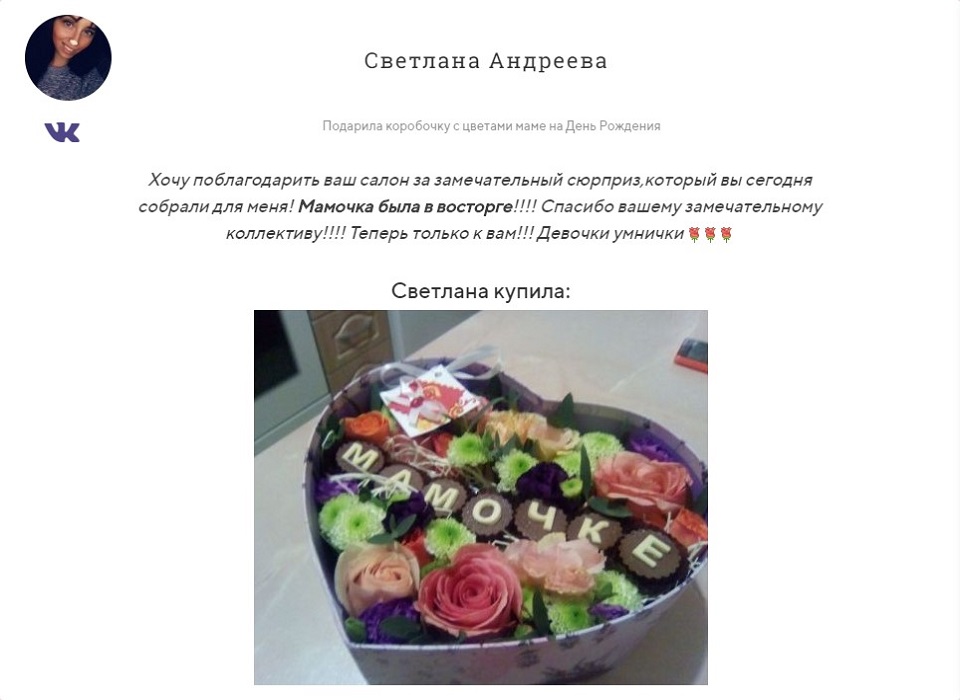 Светлана Андреева
Подарила коробочку с цветами маме на День Рождения
Хочу поблагодарить ваш салон за замечательный сюрприз,который вы сегодня
собрали для меня! Мамочка была в восторге!!!! Спасибо вашему замечательному
коллективу!!!! Теперь только к вам!!! Девочки умнички🌹🌹🌹
Светлана купила:
МАМОЧКЕ